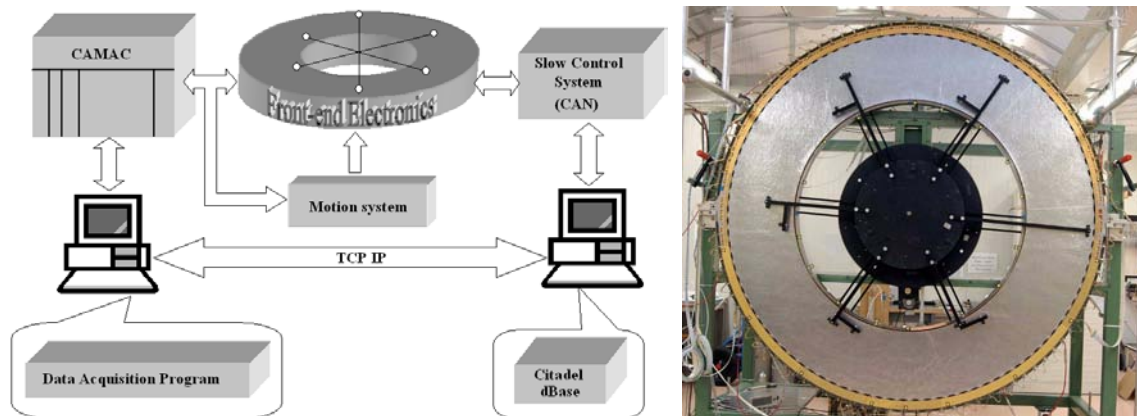 CAMAC
Front-end Electronics
Slow Control
System
(CAN)
Motion system
TCP IP
Data Acquisition Program
Citadel
dBase